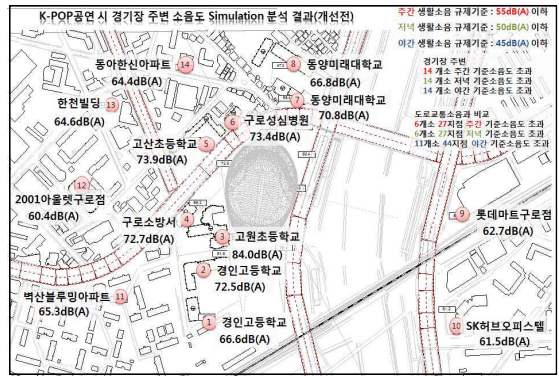 K-POP공연 시 경기장 주변 소음도 Simulation 분석 결과(개선전)
주간 생활소음 규제기준 : 55dB(A) 이하
저녁 생활소음 규제기준 : 50dB(A) 이하
야간 생활소음 규제기준 : 45dB(A) 이하
경기장 주변
14 개소 주간 기준소음도 초과
14 개소 저녁 기준소음도 초과
14 개소 야간 기준소음도 초과
도로교통소음과 비교
6개소 27지점 주간 기준소음도 초과
6개소 27지점 저녁 기준소음도 초과
11개소 44지점 야간 기준소음도 초과
14
동아한신아파트
64.4dB(A)
8
동양미래대학교
66.8dB(A)
7
동양미래대학교
70.8dB(A)
13
한천빌딩
64.6dB(A)
6
구로성심병원
73.4dB(A)
5
고산초등학교
73.9dB(A)
12
2001아울렛구로점
60.4dB(A)
4
구로소방서
72.7dB(A)
3
고원초등학교
84.0dB(A)
9
롯데마트구로점
62.7dB(A)
2
경인고등학교
72.5dB(A)
11
벽산블루밍아파트
65.3dB(A)
1
경인고등학교
66.6dB(A)
10
SK허브오피스텔
61.5dB(A)